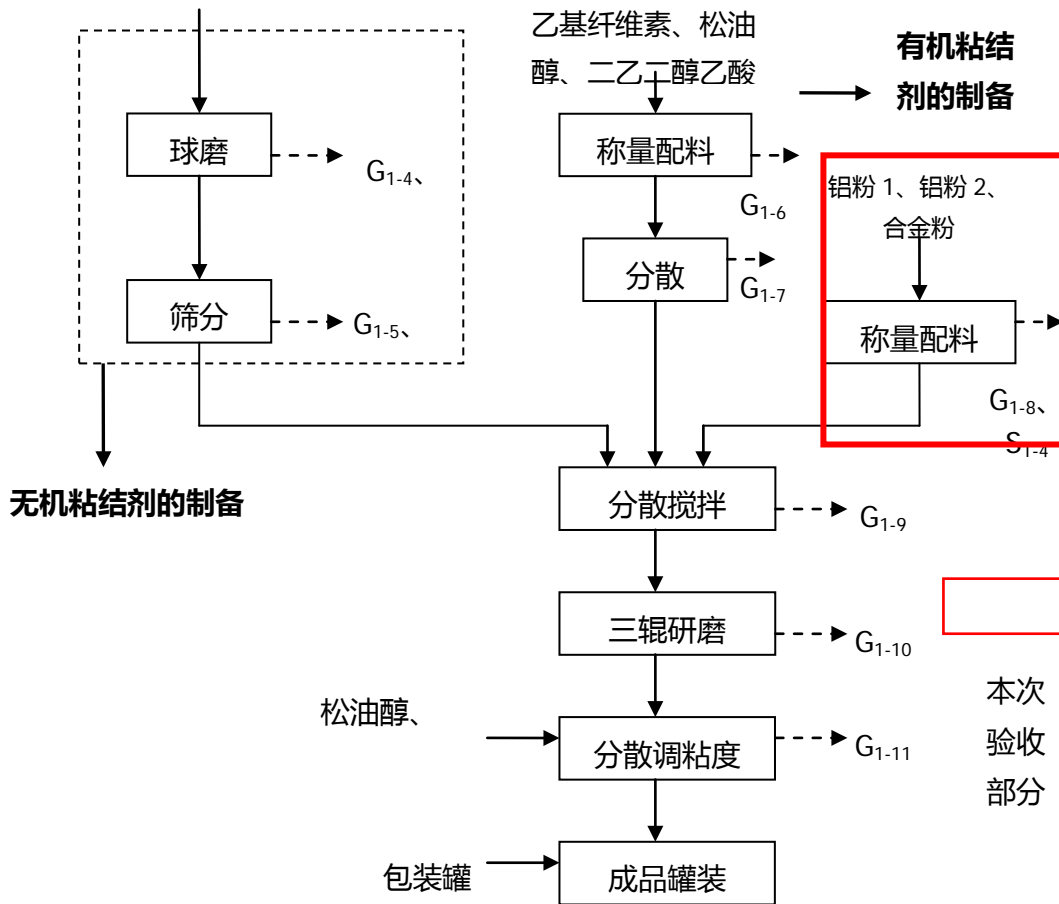 乙基纤维素、松油
醇、二乙二醇乙酸
有机粘结
剂的制备
球磨
G1-4、
称量配料
G1-6
铝粉 1、铝粉 2、
合金粉
分散
G1-7
筛分
G1-5、
称量配料
G1-8、
S1-4
无机粘结剂的制备
分散搅拌
G1-9
三辊研磨
G1-10
本次
验收
部分
松油醇、
分散调粘度
G1-11
包装罐
成品罐装